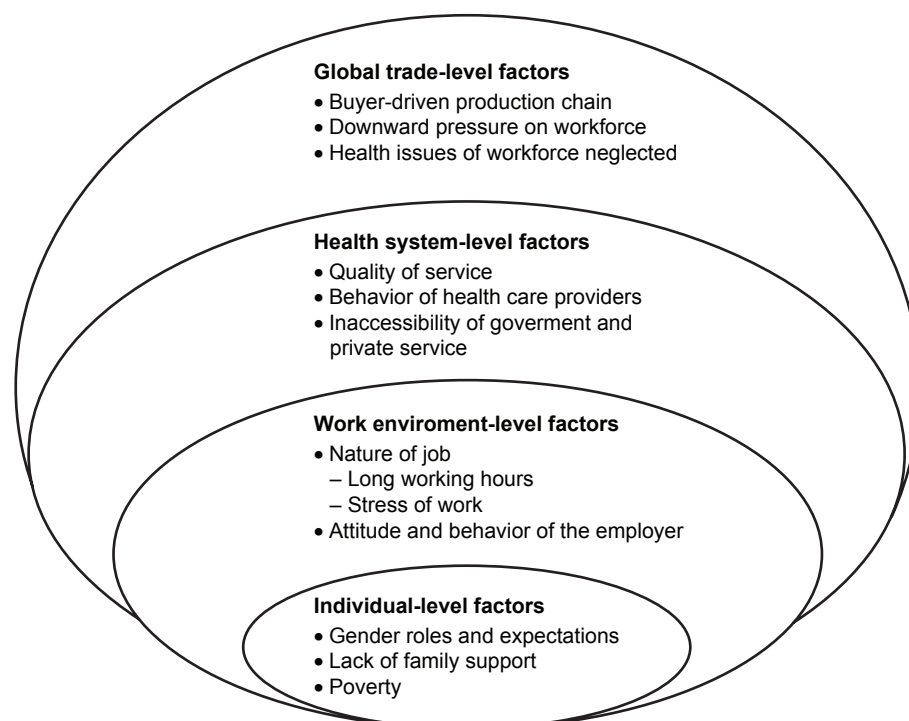 Global trade-level factors
• Buyer-driven production chain
• Downward pressure on workforce
• Health issues of workforce neglected
Health system-level factors
• Quality of service
• Behavior of health care providers
• Inaccessibility of goverment and
private service
Work enviroment-level factors
• Nature of job
– Long working hours
– Stress of work
• Attitude and behavior of the employer
Individual-level factors
• Gender roles and expectations
• Lack of family support
• Poverty